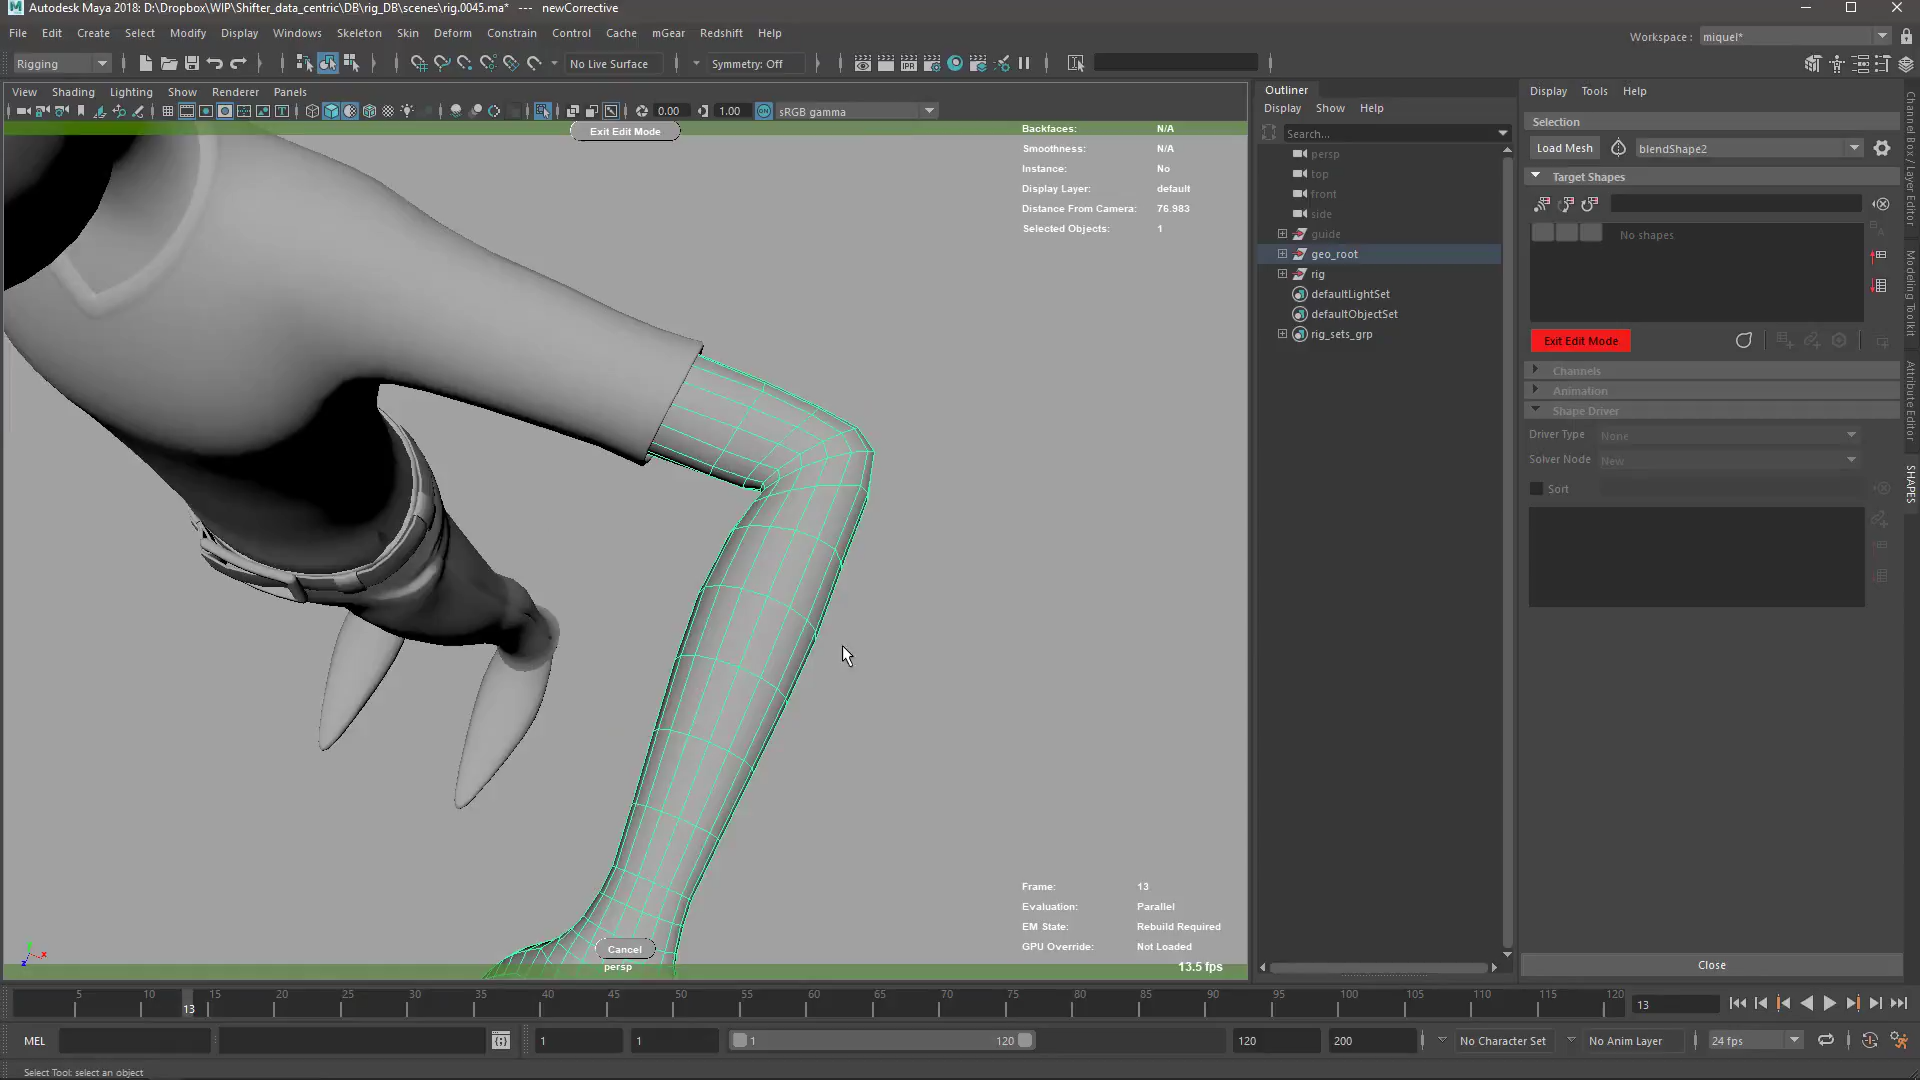 Autodesk Maya 2018: D:\Dropbox\WIP\Shifter_data_centric\DB\rig_DB\scenes\rig.0045.ma*  ---  newCorrective
File Edit Create Select Modify Display Windows Skeleton Skin Deform Constrain Control Cache mGear Redshift Help
Workspace : miquel*
Rigging No Live Surface Symmetry: Off
View Shading Lighting Show Renderer Panels
0.00 1.00 sRGB gamma
Exit Edit Mode
Backfaces: N/A
Smoothness: N/A
Instance: No
Display Layer: default
Distance From Camera: 76.983
Selected Objects: 1
Frame: 13
Evaluation: Parallel
EM State: Rebuild Required
GPU Override: Not Loaded
Cancel
persp
13.5 fps
Outliner
Display Show Help
Search...
persp
top
front
side
guide
geo_root
rig
defaultLightSet
defaultObjectSet
rig_sets_grp
Display Tools Help
Selection
Load Mesh blendShape2
Target Shapes
No shapes
Exit Edit Mode
Channels
Animation
Shape Driver
Driver Type None
Solver Node New
Sort
Close
Channel Box / Layer Editor
Modeling Toolkit
Attribute Editor
SHAPES
5 10 13 15 20 25 30 35 40 45 50 55 60 65 70 75 80 85 90 95 100 105 110 115 120 13
MEL 1 1 1 120 120 200 No Character Set No Anim Layer 24 fps
Select Tool: select an object